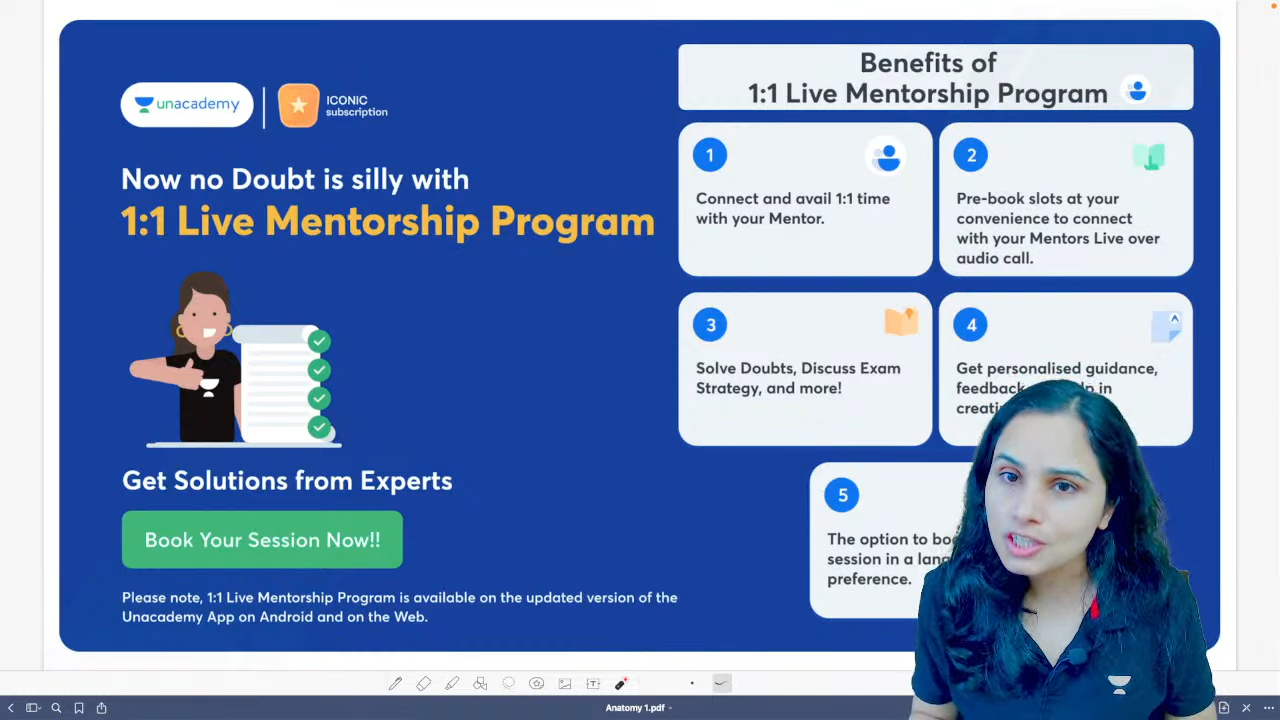 unacademy
ICONIC
subscription
Now no Doubt is silly with
1:1 Live Mentorship Program
Get Solutions from Experts
Book Your Session Now!!
Please note, 1:1 Live Mentorship Program is available on the updated version of the
Unacademy App on Android and on the Web.
Benefits of
1:1 Live Mentorship Program
1
Connect and avail 1:1 time
with your Mentor.
2
Pre-book slots at your
convenience to connect
with your Mentors Live over
audio call.
3
Solve Doubts, Discuss Exam
Strategy, and more!
4
Get personalised guidance,
feedback in
5
The option to
session in a
preference.
Anatomy 1.pdf